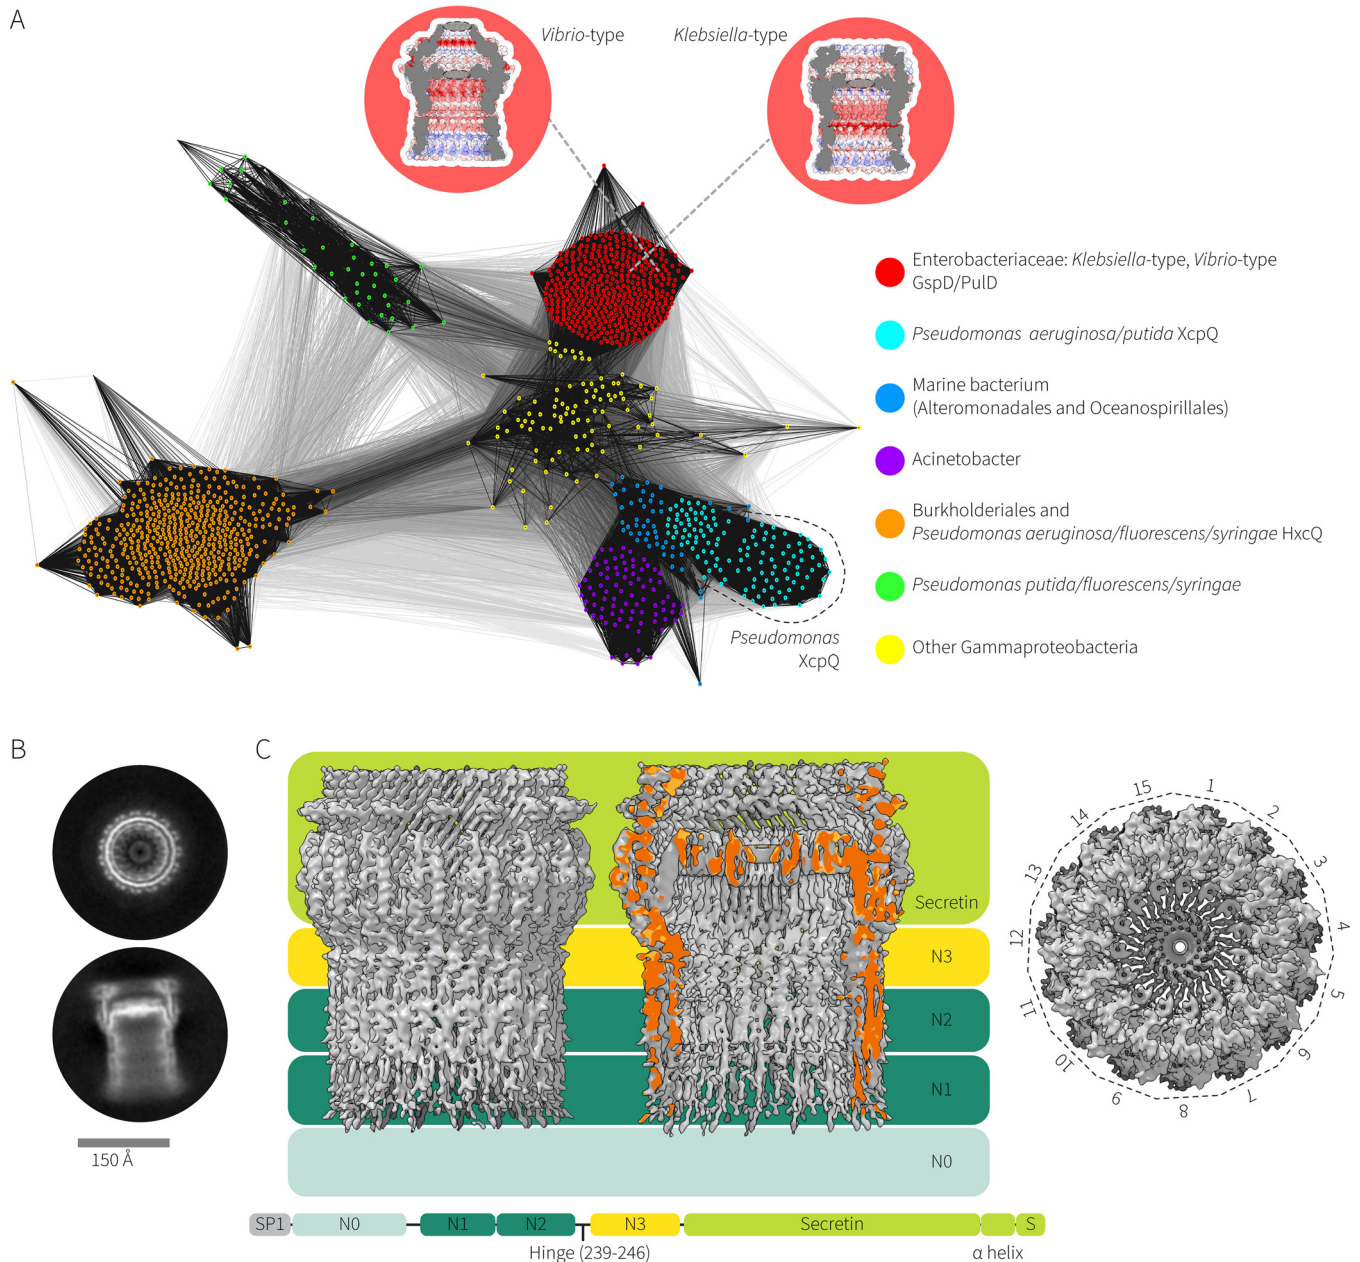 A
Vibrio-type
Klebsiella-type
Enterobacteriaceae: Klebsiella-type, Vibrio-type
GspD/PulD
Pseudomonas aeruginosa/putida XcpQ
Marine bacterium
(Alteromonadales and Oceanospirillales)
Acinetobacter
Burkholderiales and
Pseudomonas aeruginosa/fluorescens/syringae HxcQ
Pseudomonas putida/fluorescens/syringae
Other Gammaproteobacteria
Pseudomonas
XcpQ
B
150 Å
C
Secretin
N3
N2
N1
N0
1
2
3
4
5
6
7
8
9
10
11
12
13
14
15
SP1 N0 N1 N2 N3 Secretin S
Hinge (239-246) α helix